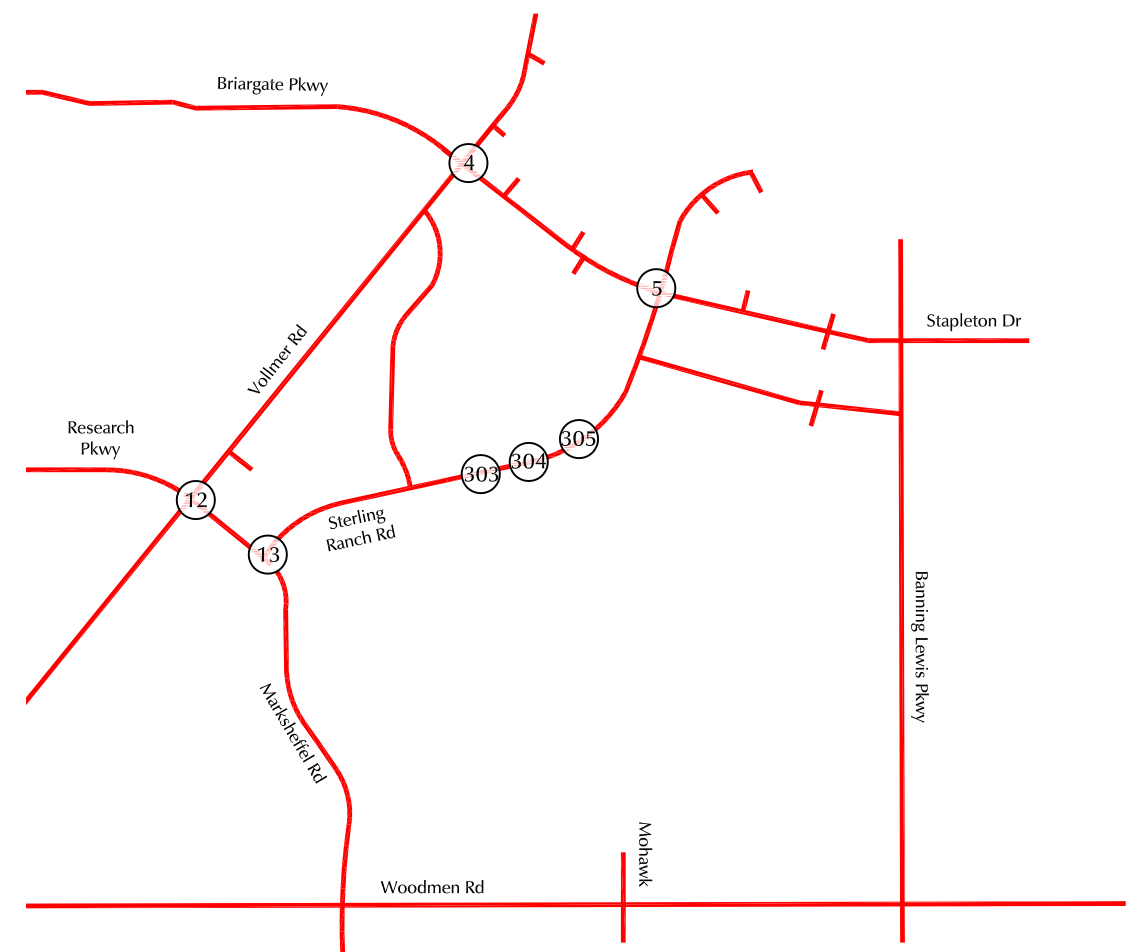 Briargate Pkwy
4
5
Stapleton Dr
Vollmer Rd
Research
Pkwy
305
304
303
12
Sterling
Ranch Rd
13
Banning Lewis Pkwy
Marksheffel Rd
Mohawk
Woodmen Rd